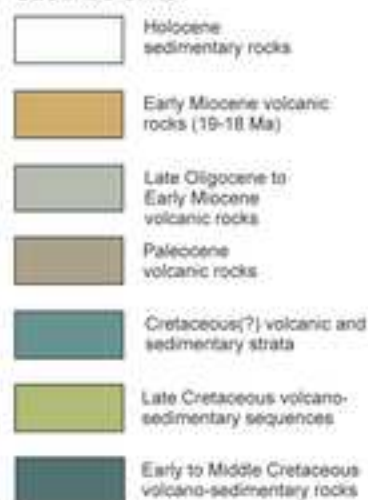 Holocene
sedimentary rocks
Early Miocene volcanic
rocks (19-18 Ma)
Late Oligocene to
Early Miocene
volcanic rocks
Paleocene
volcanic rocks
Cretaceous(?) volcanic and
sedimentary strata
Late Cretaceous volcano-
sedimentary sequences
Early to Middle Cretaceous
volcano-sedimentary rocks